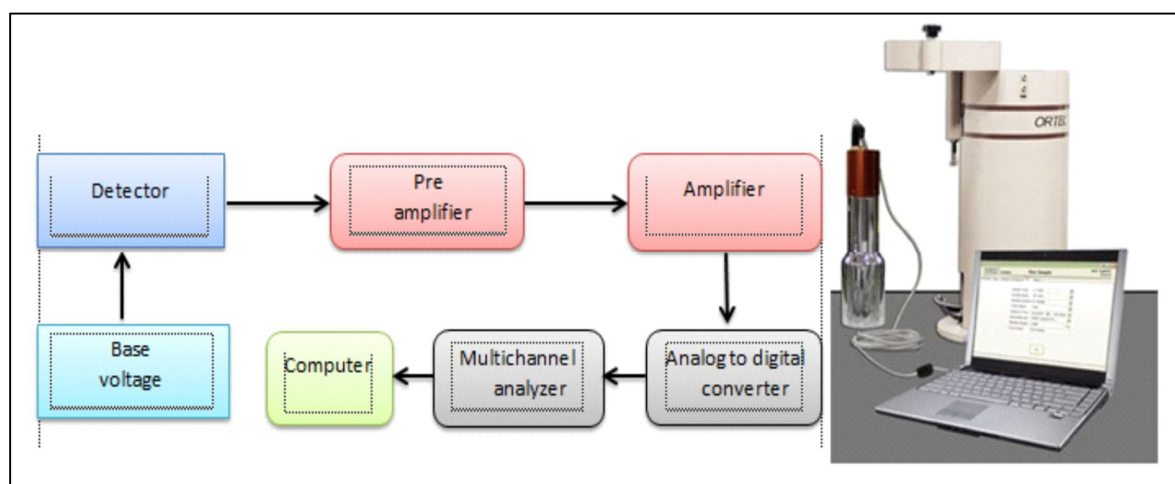 Detector
Pre
amplifier
Amplifier
Base
voltage
Computer
Multichannel
analyzer
Analog to digital
converter
ORTEC